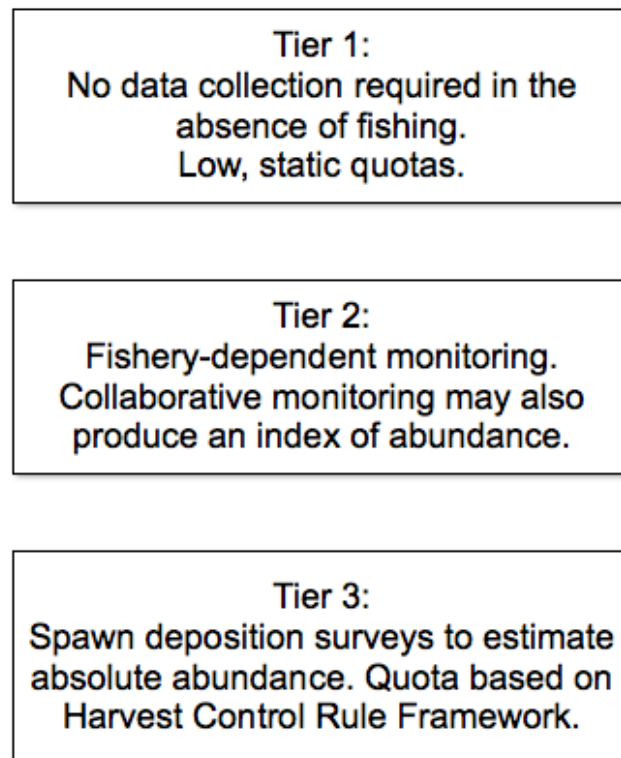 Tier 1:
No data collection required in the
absence of fishing.
Low, static quotas.
Tier 2:
Fishery-dependent monitoring.
Collaborative monitoring may also
produce an index of abundance.
Tier 3:
Spawn deposition surveys to estimate
absolute abundance. Quota based on
Harvest Control Rule Framework.